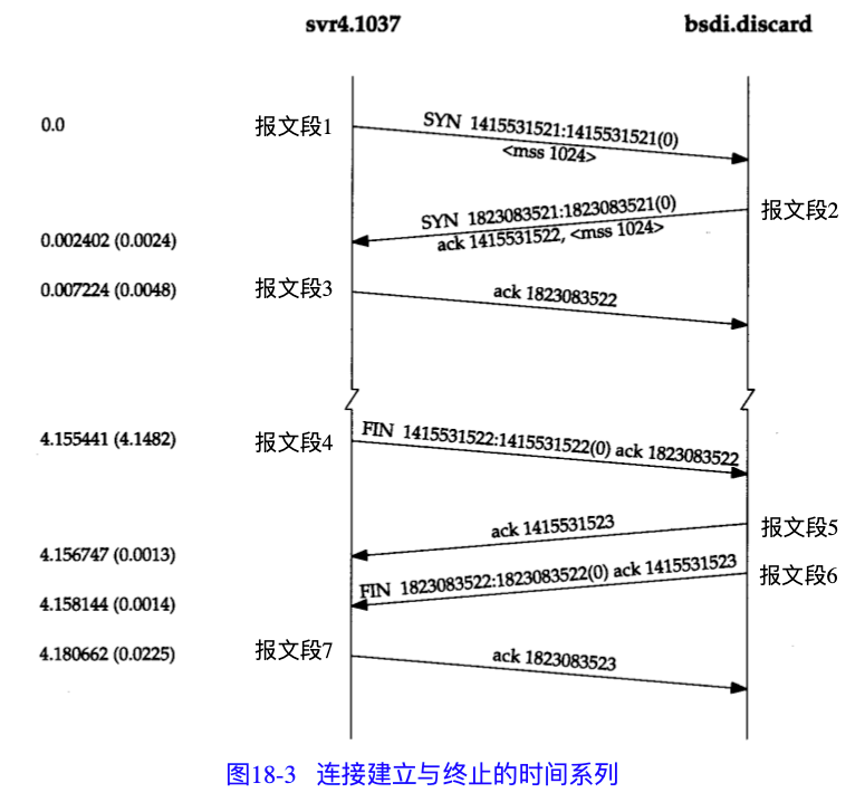 svr4.1037 bsdi.discard
0.0 报文段1 SYN 1415531521:1415531521(0)
<mss 1024>
SYN 1823083521:1823083521(0) 报文段2
0.002402 (0.0024) ack 1415531522, <mss 1024>
0.007224 (0.0048) 报文段3 ack 1823083522
4.155441 (4.1482) 报文段4 FIN 1415531522:1415531522(0) ack 1823083522
ack 1415531523 报文段5
4.156747 (0.0013)
FIN 1823083522:1823083522(0) ack 1415531523 报文段6
4.158144 (0.0014)
4.180662 (0.0225) 报文段7 ack 1823083523
图18-3 连接建立与终止的时间系列